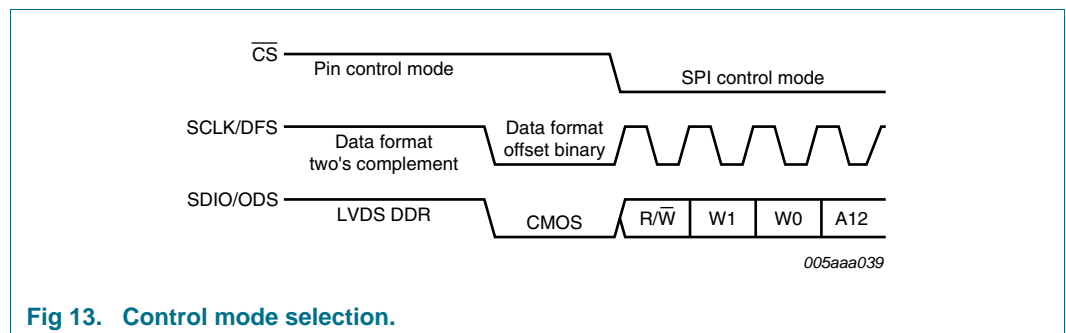 C̅S̅
Pin control mode
SPI control mode
SCLK/DFS
Data format
two's complement
Data format
offset binary
SDIO/ODS
LVDS DDR
CMOS
R/W̅
W1
W0
A12
005aaa039
Fig 13. Control mode selection.